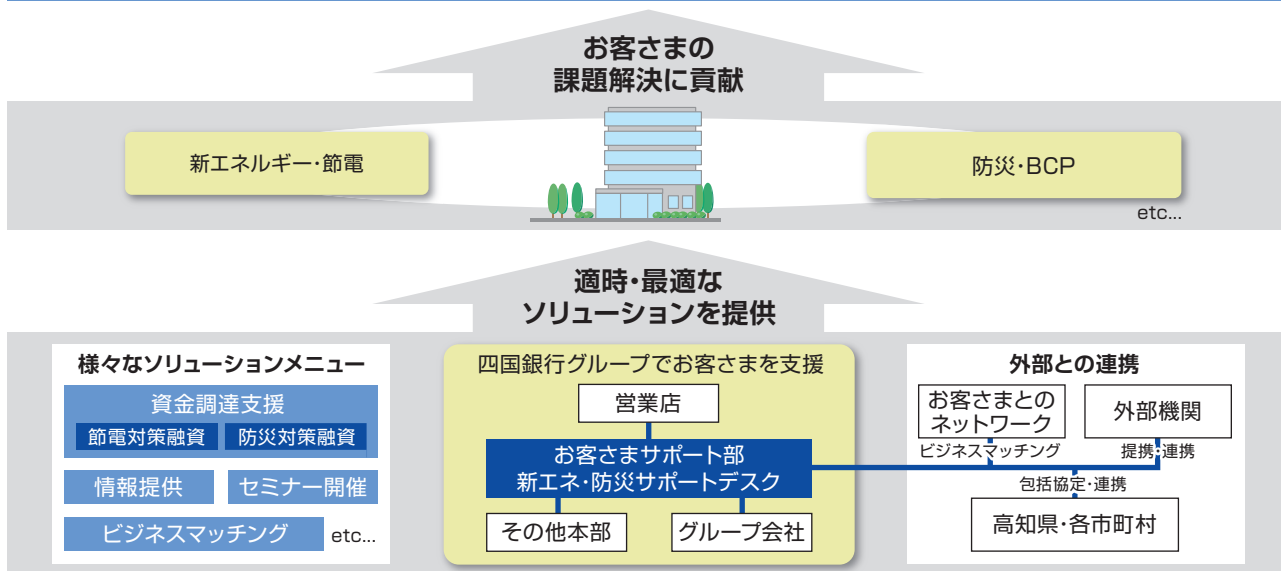 お客さまの
課題解決に貢献
新エネルギー・節電
防災・BCP
etc...
適時・最適な
ソリューションを提供
様々なソリューションメニュー
資金調達支援
節電対策融資
防災対策融資
情報提供
セミナー開催
ビジネスマッチング
etc...
四国銀行グループでお客さまを支援
営業店
お客さまサポート部
新エネ・防災サポートデスク
その他本部
グループ会社
外部との連携
お客さまとの
ネットワーク
外部機関
ビジネスマッチング
提携・連携
包括協定・連携
高知県・各市町村